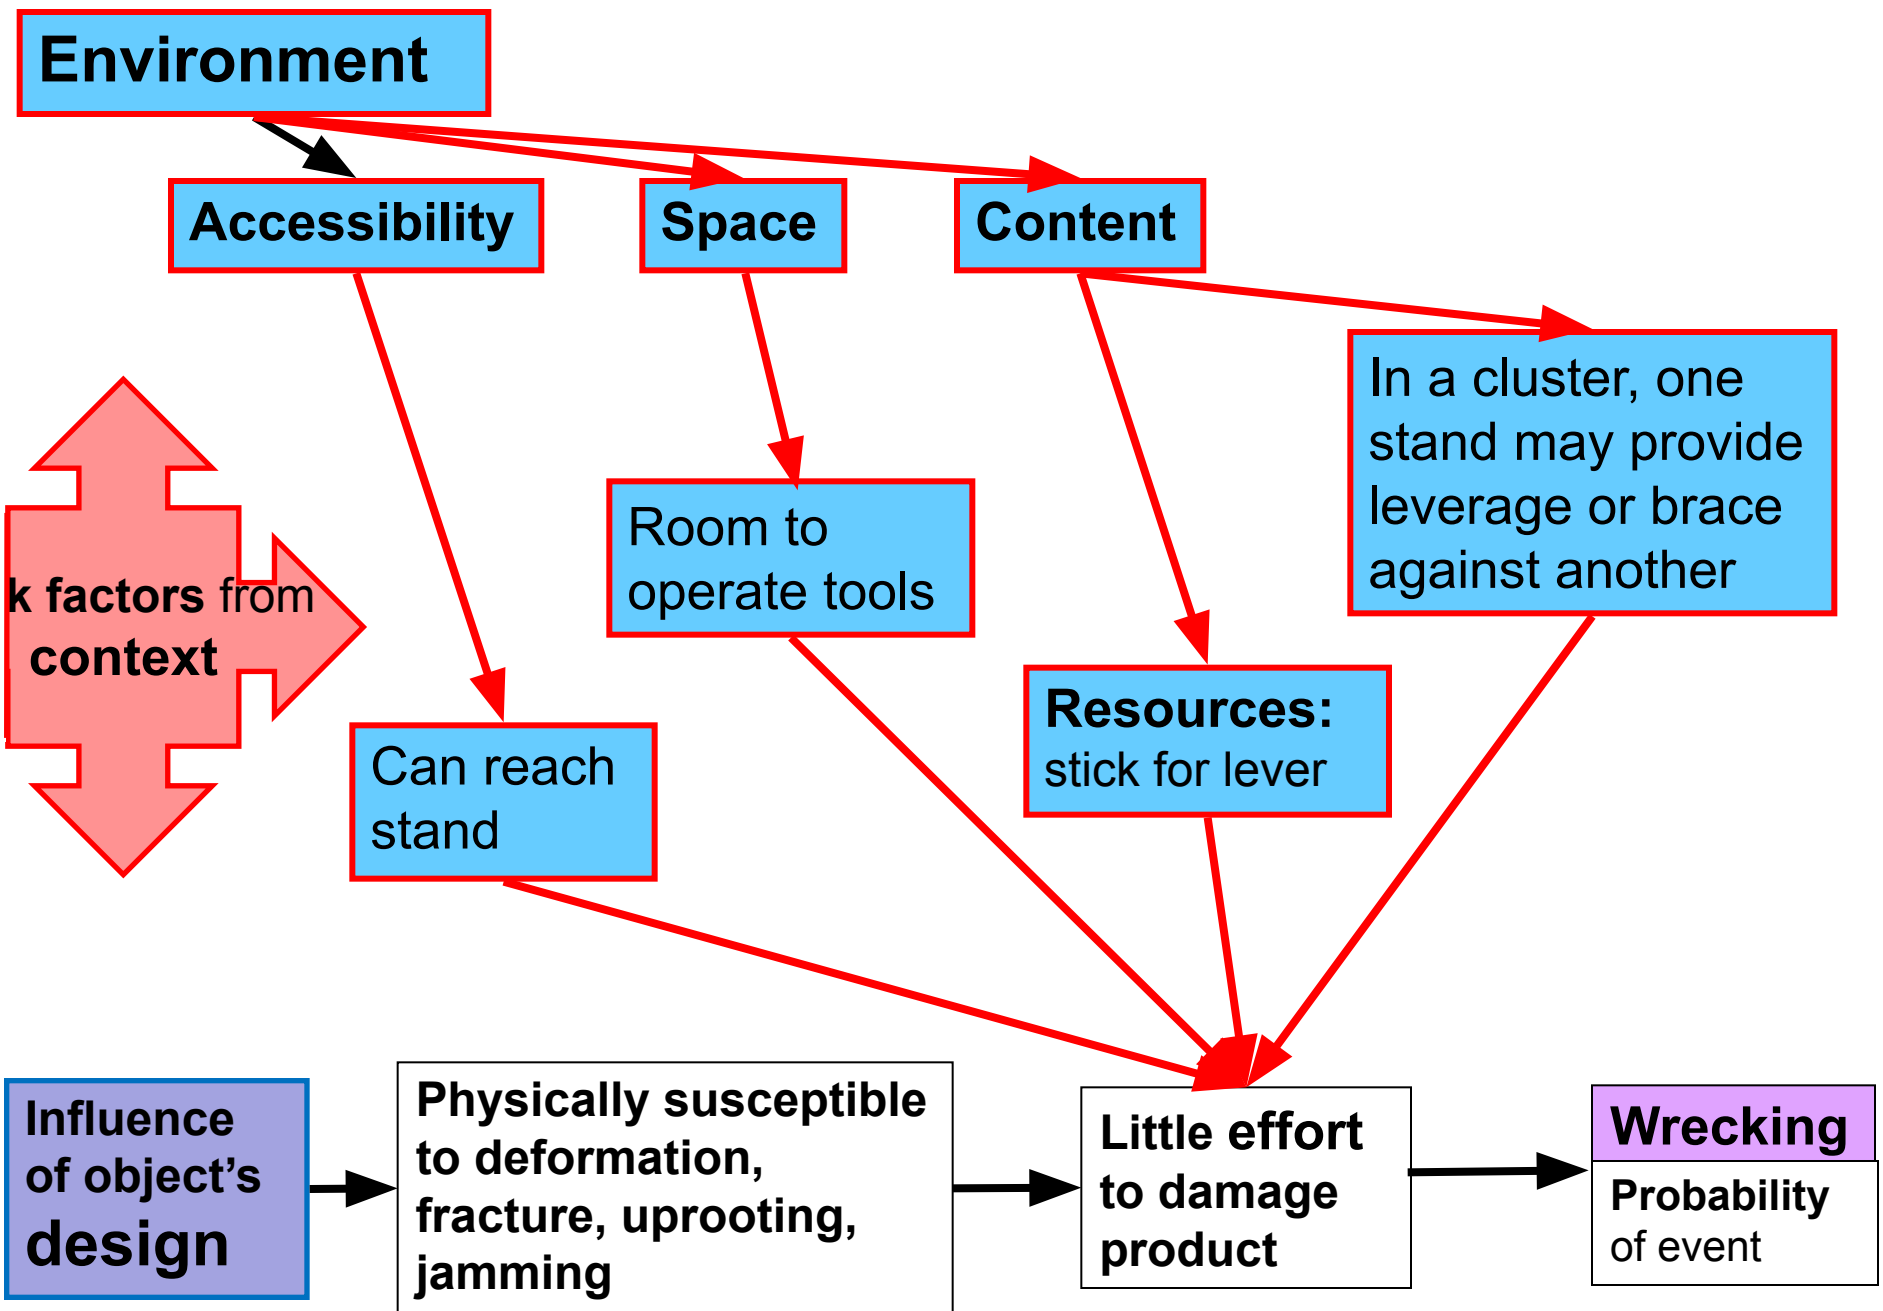 Environment
Accessibility
Space
Content
In a cluster, one
stand may provide
leverage or brace
against another
Room to
operate tools
k factors from
context
Resources:
stick for lever
Can reach
stand
Influence
of object’s
design
Physically susceptible
to deformation,
fracture, uprooting,
jamming
Little effort
to damage
product
Wrecking
Probability
of event